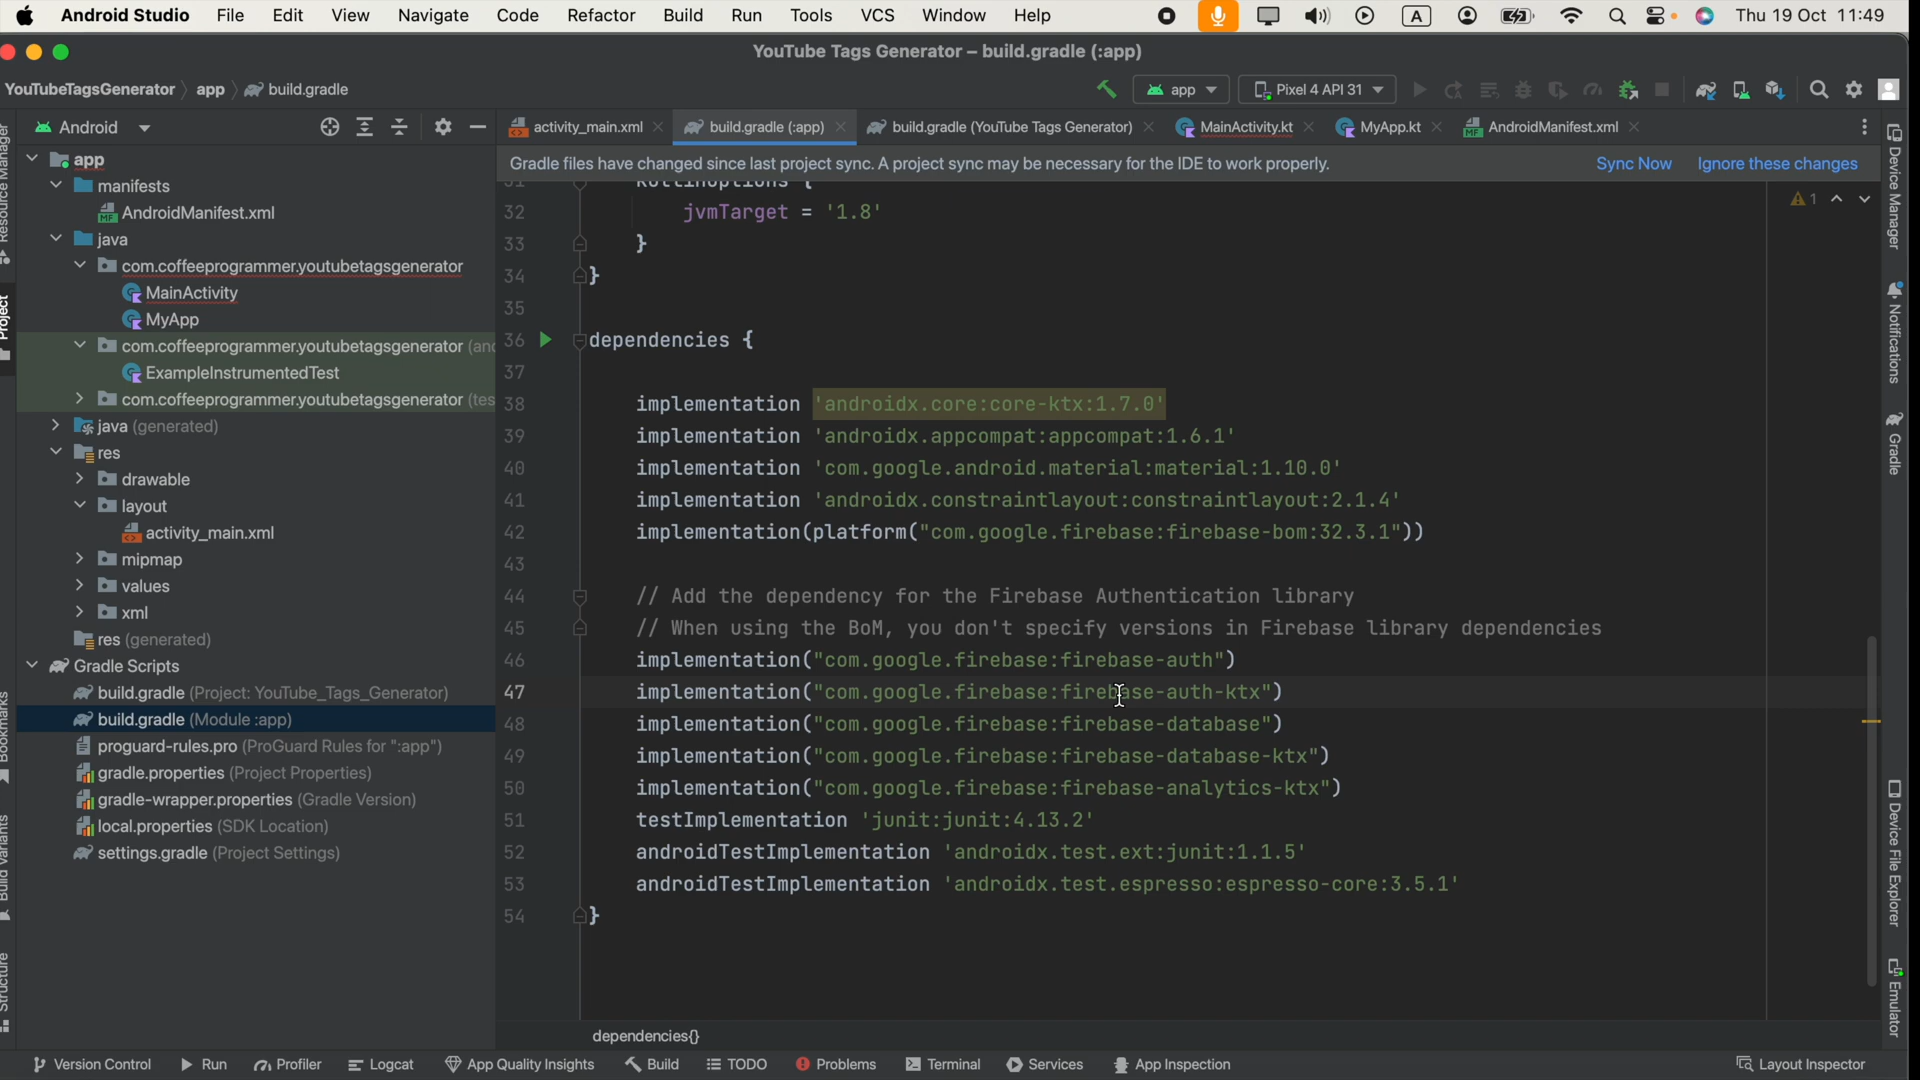 Android Studio File Edit View Navigate Code Refactor Build Run Tools VCS Window Help A Thu 19 Oct 11:49
YouTube Tags Generator – build.gradle (:app)
YouTubeTagsGenerator app build.gradle app Pixel 4 API 31
Android activity_main.xml build.gradle (:app) build.gradle (YouTube Tags Generator) MainActivity.kt MyApp.kt AndroidManifest.xml
Gradle files have changed since last project sync. A project sync may be necessary for the IDE to work properly. Sync Now Ignore these changes
app
manifests
AndroidManifest.xml
java
com.coffeeprogrammer.youtubetagsgenerator
MainActivity
MyApp
com.coffeeprogrammer.youtubetagsgenerator (and
ExampleInstrumentedTest
com.coffeeprogrammer.youtubetagsgenerator (tes
java (generated)
res
drawable
layout
activity_main.xml
mipmap
values
xml
res (generated)
Gradle Scripts
build.gradle (Project: YouTube_Tags_Generator)
build.gradle (Module :app)
proguard-rules.pro (ProGuard Rules for ":app")
gradle.properties (Project Properties)
gradle-wrapper.properties (Gradle Version)
local.properties (SDK Location)
settings.gradle (Project Settings)
31 kotlinOptions {
32 jvmTarget = '1.8'
33 }
34 }
35
36 dependencies {
37
38 implementation 'androidx.core:core-ktx:1.7.0'
39 implementation 'androidx.appcompat:appcompat:1.6.1'
40 implementation 'com.google.android.material:material:1.10.0'
41 implementation 'androidx.constraintlayout:constraintlayout:2.1.4'
42 implementation(platform("com.google.firebase:firebase-bom:32.3.1"))
43
44 // Add the dependency for the Firebase Authentication library
45 // When using the BoM, you don't specify versions in Firebase library dependencies
46 implementation("com.google.firebase:firebase-auth")
47 implementation("com.google.firebase:firebase-auth-ktx")
48 implementation("com.google.firebase:firebase-database")
49 implementation("com.google.firebase:firebase-database-ktx")
50 implementation("com.google.firebase:firebase-analytics-ktx")
51 testImplementation 'junit:junit:4.13.2'
52 androidTestImplementation 'androidx.test.ext:junit:1.1.5'
53 androidTestImplementation 'androidx.test.espresso:espresso-core:3.5.1'
54 }
1
dependencies{}
Resource Manager
Project
Bookmarks
Build Variants
Structure
Device Manager
Notifications
Gradle
Device File Explorer
Emulator
Version Control Run Profiler Logcat App Quality Insights Build TODO Problems Terminal Services App Inspection Layout Inspector